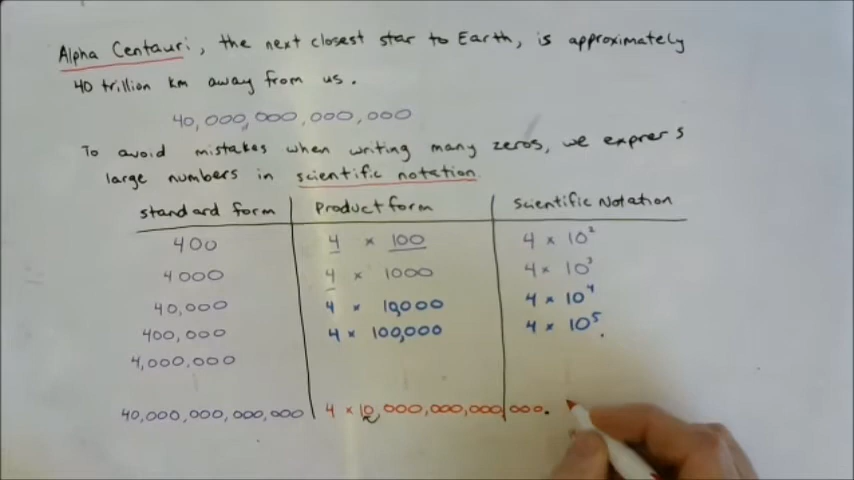 Alpha Centauri, the next closest star to Earth, is approximately
40 trillion km away from us.
40,000,000,000,000
To avoid mistakes when writing many zeros, we express
large numbers in scientific notation.
standard form Product form Scientific Notation
400 4 × 100 4 × 10²
4000 4 × 1000 4 × 10³
40,000 4 × 10,000 4 × 10⁴
400,000 4 × 100,000 4 × 10⁵
4,000,000
40,000,000,000,000 4 × 10,000,000,000,000.